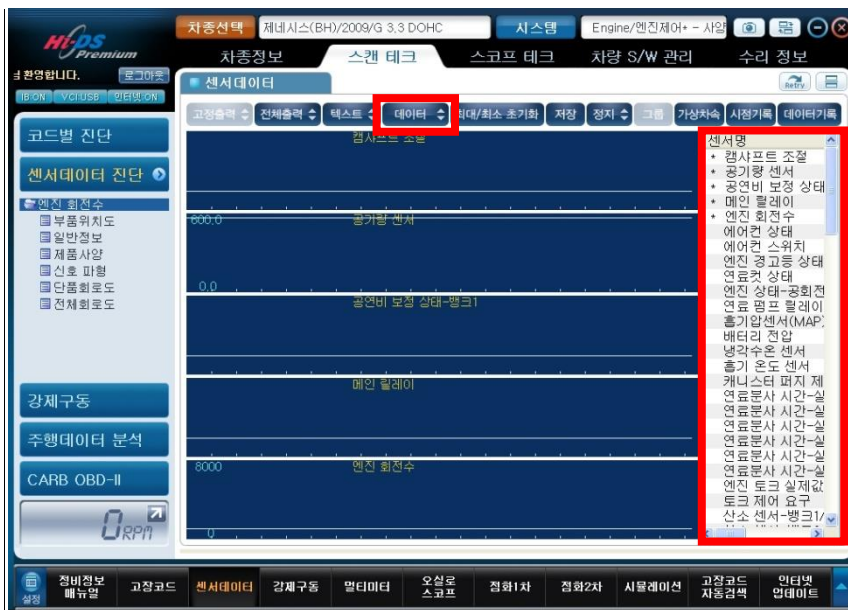 Hi-DS
Premium
차종선택 제네시스(BH)/2009/G 3,3 DOHC 시스템 Engine/엔진제어+ - 사양
차종정보 스캔 테크 스코프 테크 차량 S/W 관리 수리 정보
환영합니다. 로그아웃
IB:ON VCI:USB 인터넷:ON
센서데이터 Retry
고정출력 전체출력 텍스트 데이터 최대/최소 초기화 저장 정지 그룹 가상차속 시점기록 데이터기록
코드별 진단
센서데이터 진단
엔진 회전수
부품위치도
일반정보
제품사양
신호 파형
단품회로도
전체회로도
강제구동
주행데이터 분석
CARB OBD-II
0 RPM
캠샤프트 조절
600.0 공기량 센서
0.0
공연비 보정 상태-뱅크1
메인 릴레이
8000 엔진 회전수
0
센서명
* 캠샤프트 조절
* 공기량 센서
* 공연비 보정 상태
* 메인 릴레이
* 엔진 회전수
에어컨 상태
에어컨 스위치
엔진 경고등 상태
연료컷 상태
엔진 상태-공회전
연료 펌프 릴레이
흡기압센서(MAP)
배터리 전압
냉각수온 센서
흡기 온도 센서
캐니스터 퍼지 제
연료분사 시간-실
연료분사 시간-실
연료분사 시간-실
연료분사 시간-실
연료분사 시간-실
연료분사 시간-실
엔진 토크 실제값
토크 제어 요구
산소 센서-뱅크1/
설정 정비정보 매뉴얼 고장코드 센서데이터 강제구동 멀티미터 오실로 스코프 점화1차 점화2차 시뮬레이션 고장코드 자동검색 인터넷 업데이트